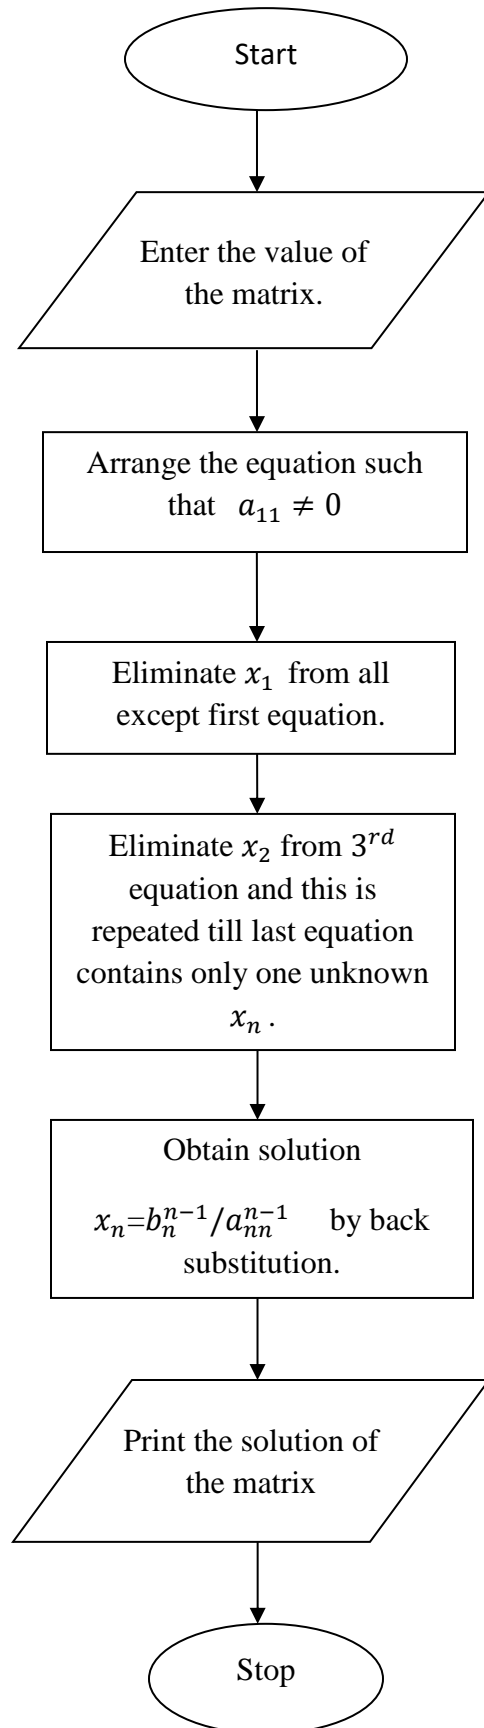 Start
Enter the value of
the matrix.
Arrange the equation such
that a₁₁ ≠ 0
Eliminate x₁ from all
except first equation.
Eliminate x₂ from 3ʳᵈ
equation and this is
repeated till last equation
contains only one unknown
xₙ .
Obtain solution
xₙ=bₙⁿ⁻¹/aₙₙⁿ⁻¹ by back
substitution.
Print the solution of
the matrix
Stop